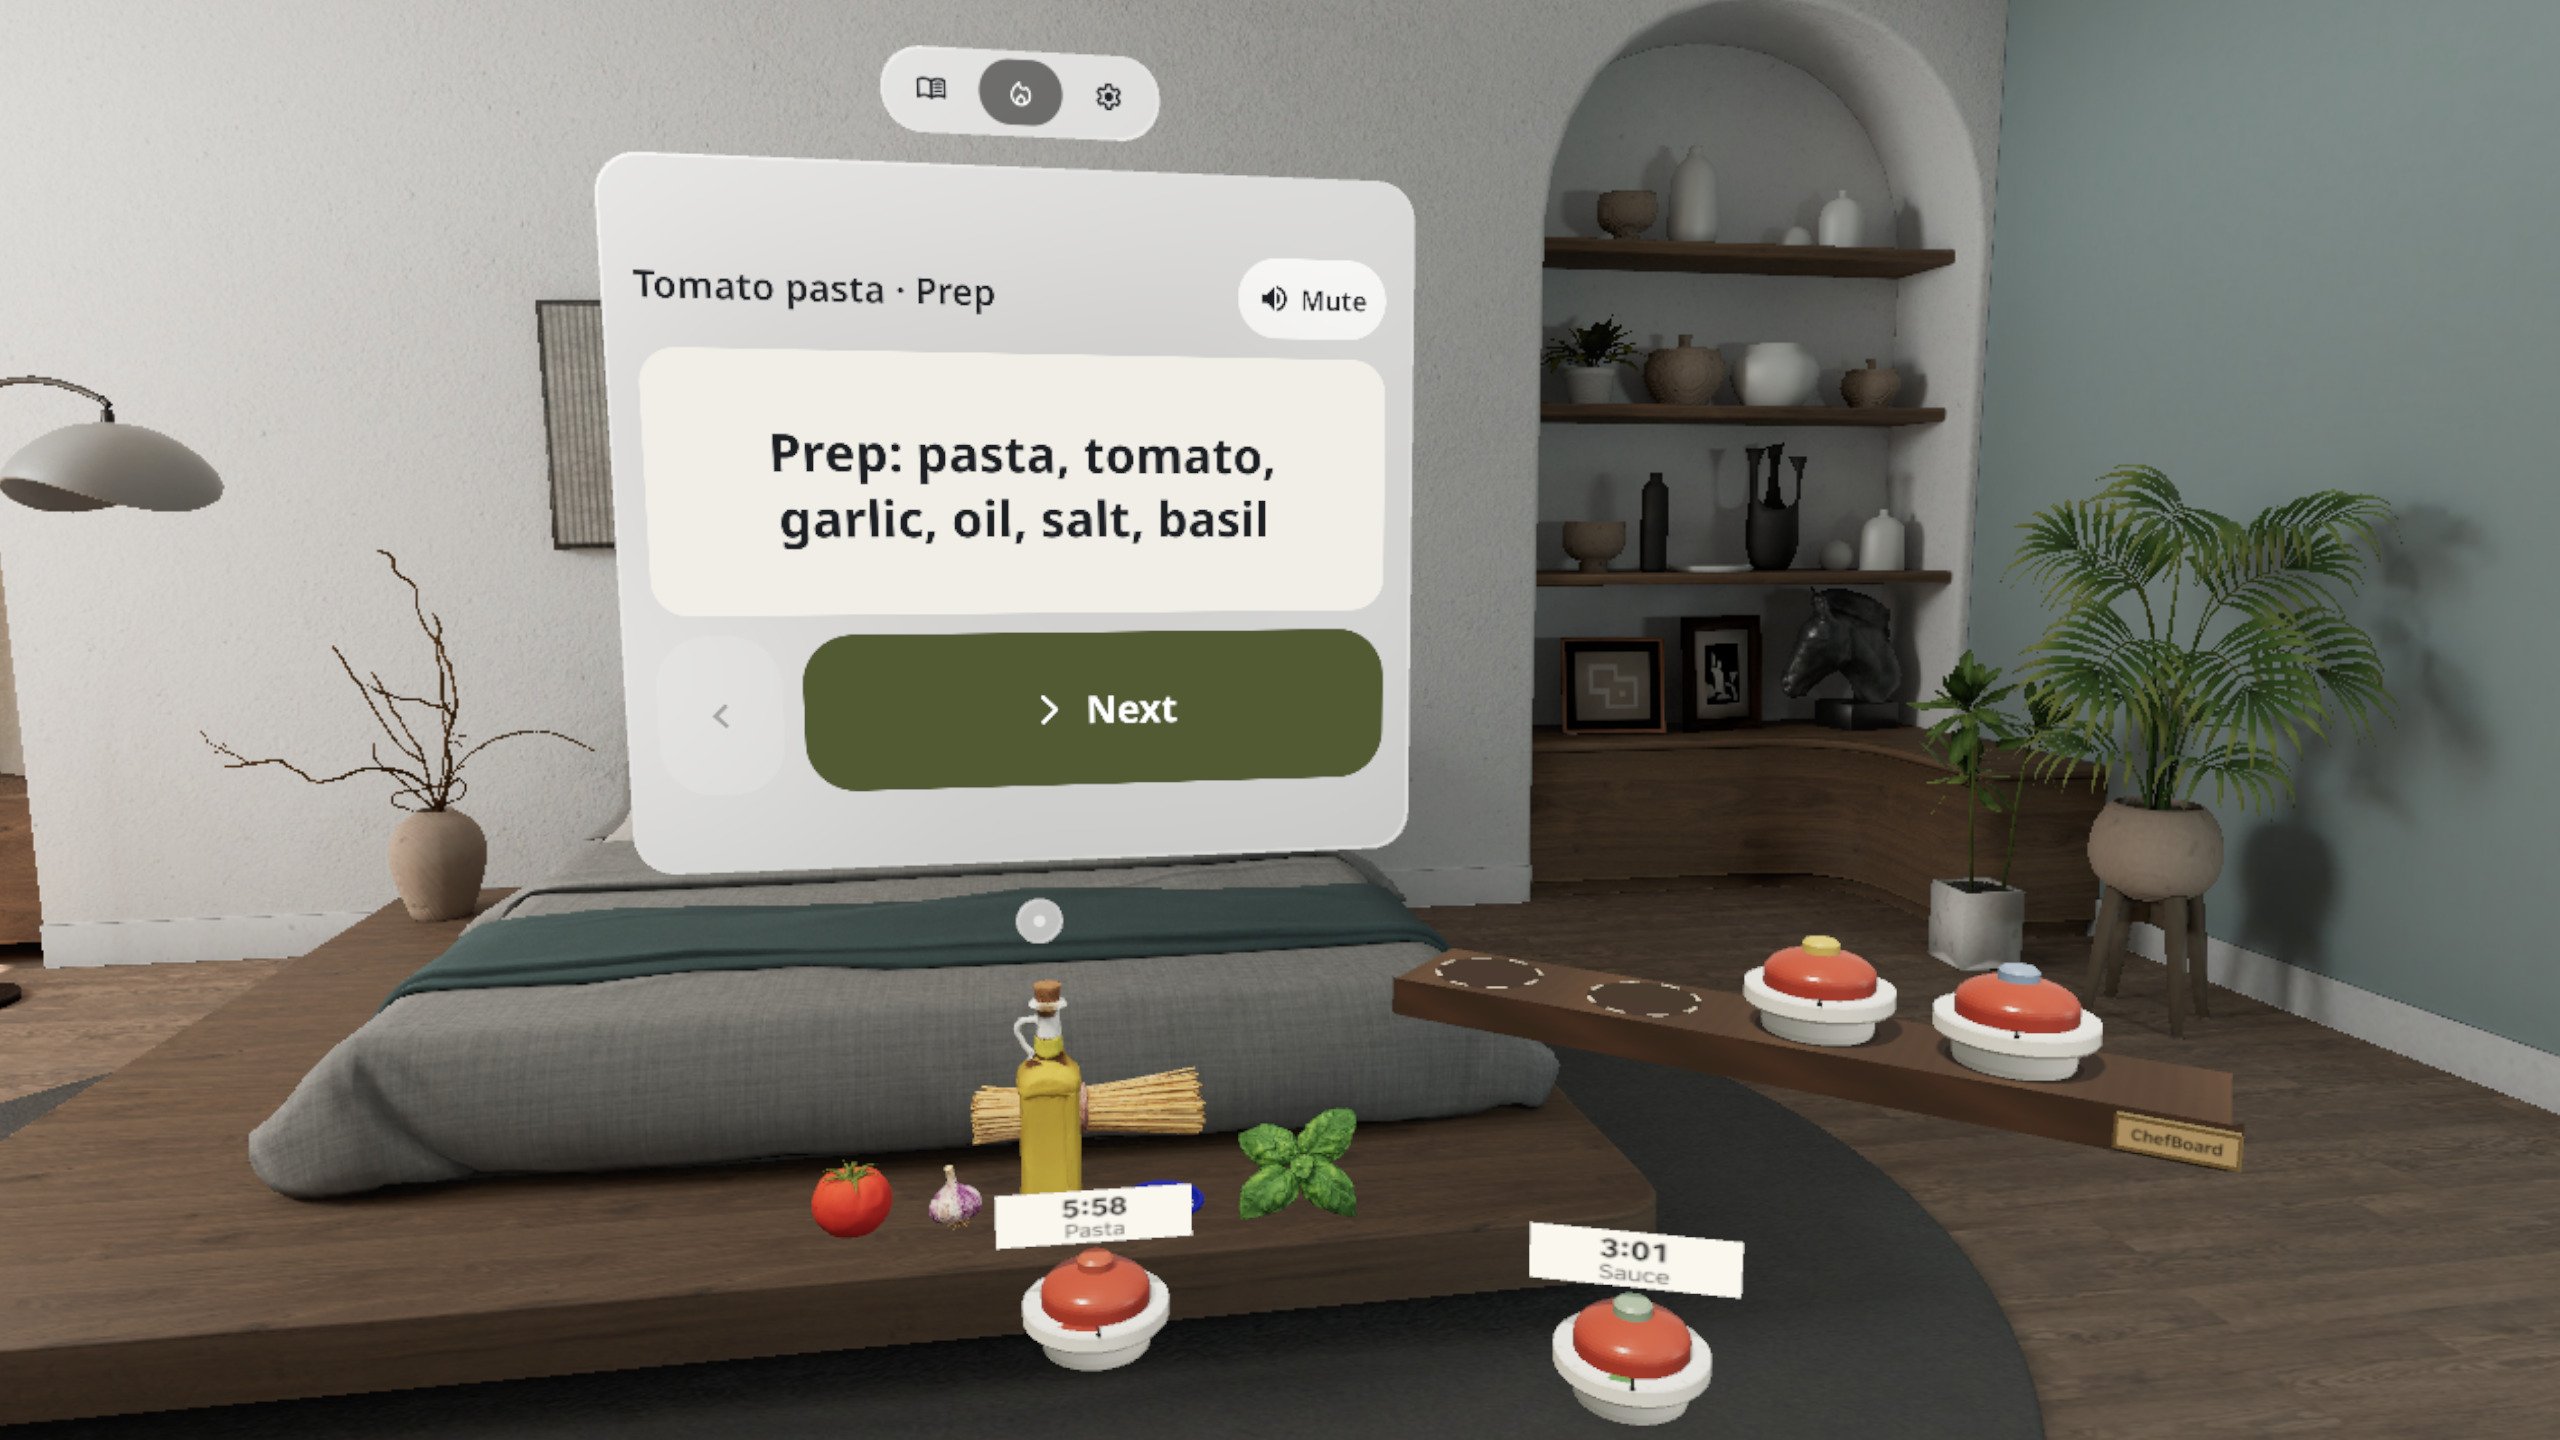 Tomato pasta · Prep
Mute
Prep: pasta, tomato,
garlic, oil, salt, basil
Next
ChefBoard
5:58
Pasta
3:01
Sauce